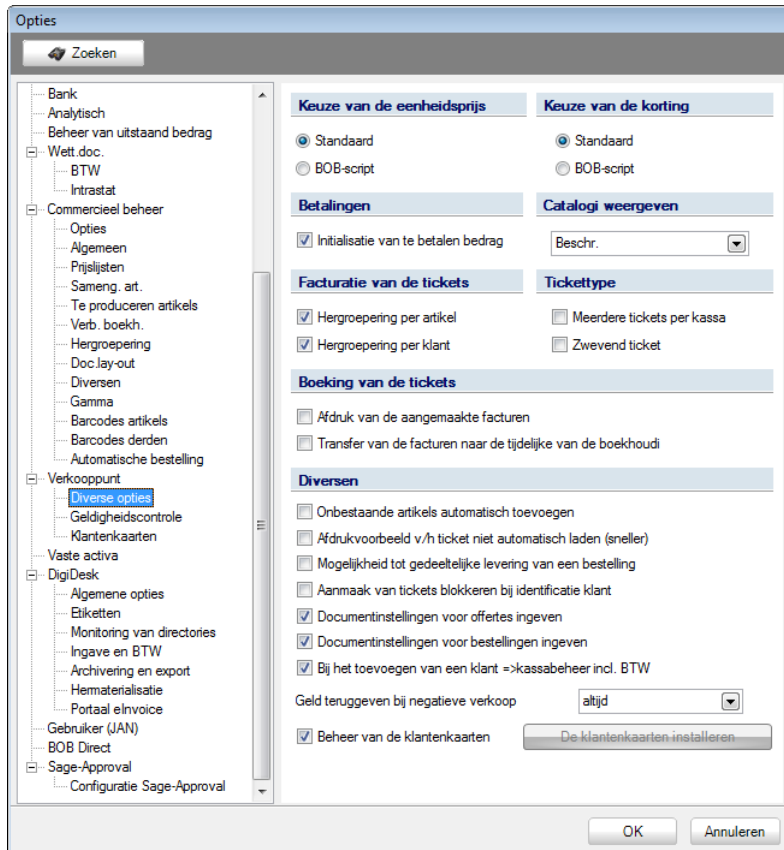 Opties
Zoeken
Bank
Analytisch
Beheer van uitstaand bedrag
Wett.doc.
BTW
Intrastat
Commercieel beheer
Opties
Algemeen
Prijslijsten
Sameng. art.
Te produceren artikels
Verb. boekh.
Hergroepering
Doc.lay-out
Diversen
Gamma
Barcodes artikels
Barcodes derden
Automatische bestelling
Verkooppunt
Diverse opties
Geldigheidscontrole
Klantenkaarten
Vaste activa
DigiDesk
Algemene opties
Etiketten
Monitoring van directories
Ingave en BTW
Archivering en export
Hermaterialisatie
Portaal eInvoice
Gebruiker (JAN)
BOB Direct
Sage-Approval
Configuratie Sage-Approval
Keuze van de eenheidsprijs
Standaard
BOB-script
Keuze van de korting
Standaard
BOB-script
Betalingen
Initialisatie van te betalen bedrag
Catalogi weergeven
Beschr.
Facturatie van de tickets
Hergroepering per artikel
Hergroepering per klant
Tickettype
Meerdere tickets per kassa
Zwevend ticket
Boeking van de tickets
Afdruk van de aangemaakte facturen
Transfer van de facturen naar de tijdelijke van de boekhoudi
Diversen
Onbestaande artikels automatisch toevoegen
Afdrukvoorbeeld v/h ticket niet automatisch laden (sneller)
Mogelijkheid tot gedeeltelijke levering van een bestelling
Aanmaak van tickets blokkeren bij identificatie klant
Documentinstellingen voor offertes ingeven
Documentinstellingen voor bestellingen ingeven
Bij het toevoegen van een klant =>kassabeheer incl. BTW
Geld teruggeven bij negatieve verkoop
altijd
Beheer van de klantenkaarten
De klantenkaarten installeren
OK
Annuleren